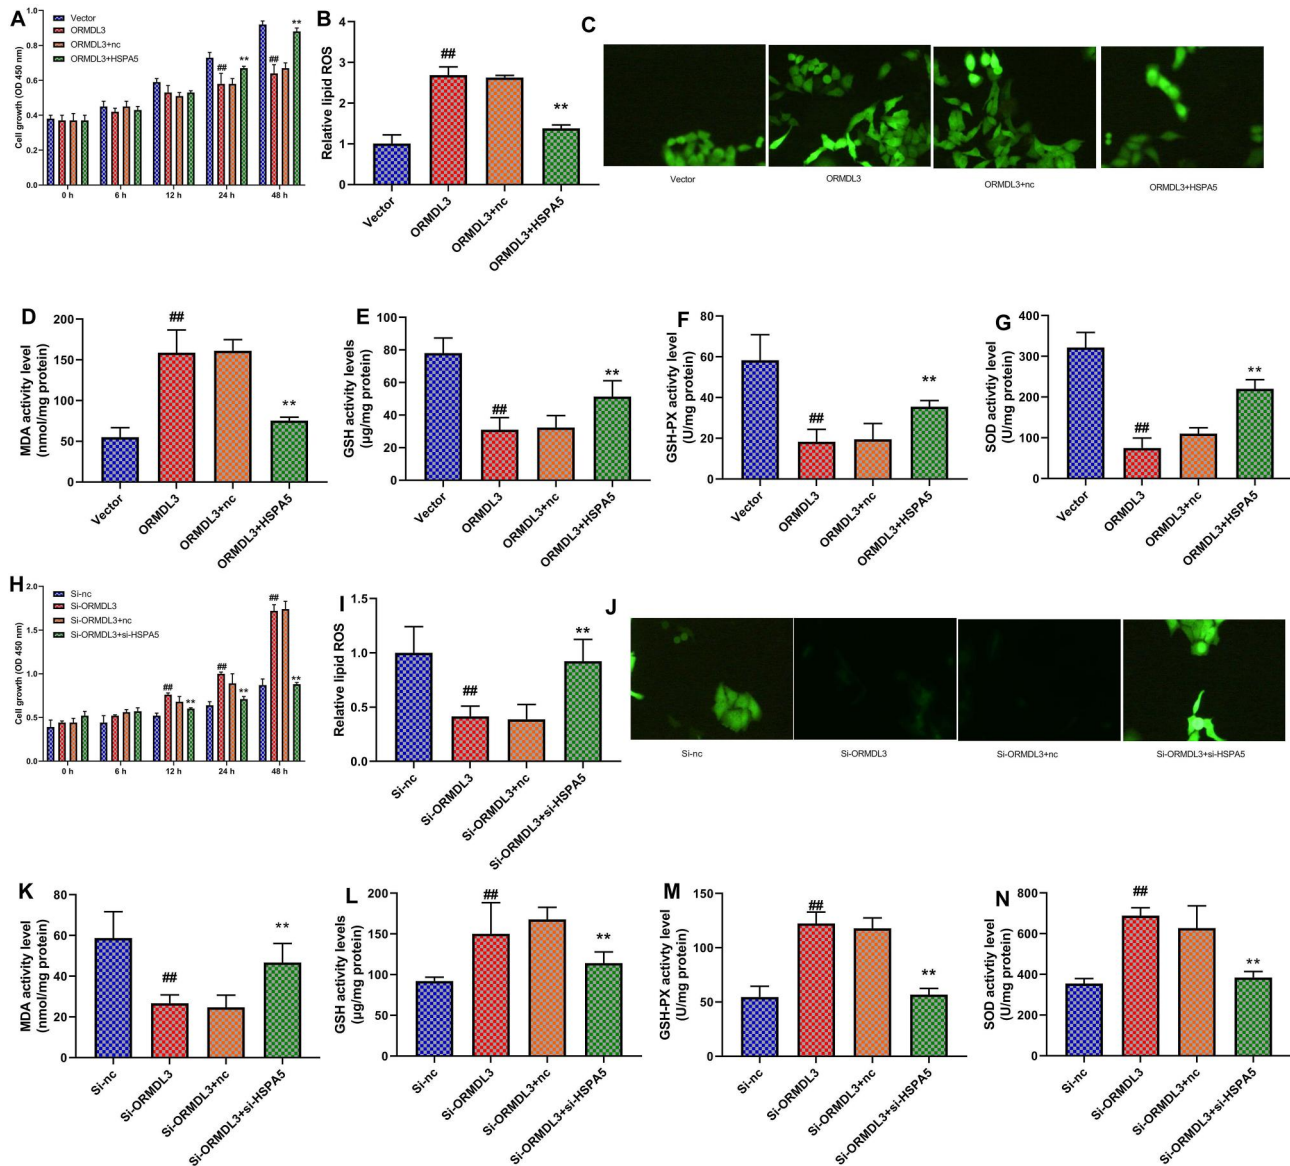 A
Cell growth (OD 450 nm)
1.0
0.8
0.6
0.4
0.2
0.0
Vector
ORMDL3
ORMDL3+nc
ORMDL3+HSPA5
##
**
##
**
0 h
6 h
12 h
24 h
48 h
B
Relative lipid ROS
4
3
2
1
0
##
**
Vector
ORMDL3
ORMDL3+nc
ORMDL3+HSPA5
C
Vector
ORMDL3
ORMDL3+nc
ORMDL3+HSPA5
D
MDA activity level
(nmol/mg protein)
200
150
100
50
0
##
**
Vector
ORMDL3
ORMDL3+nc
ORMDL3+HSPA5
E
GSH activity levels
(μg/mg protein)
100
80
60
40
20
0
##
**
Vector
ORMDL3
ORMDL3+nc
ORMDL3+HSPA5
F
GSH-PX activty level
(U/mg protein)
80
60
40
20
0
##
**
Vector
ORMDL3
ORMDL3+nc
ORMDL3+HSPA5
G
SOD activity level
(U/mg protein)
400
300
200
100
0
##
**
Vector
ORMDL3
ORMDL3+nc
ORMDL3+HSPA5
H
Cell growth (OD 450 nm)
2.0
1.5
1.0
0.5
0.0
Si-nc
Si-ORMDL3
Si-ORMDL3+nc
Si-ORMDL3+si-HSPA5
##
**
##
**
##
**
0 h
6 h
12 h
24 h
48 h
I
Relative lipid ROS
1.5
1.0
0.5
0.0
##
**
Si-nc
Si-ORMDL3
Si-ORMDL3+nc
Si-ORMDL3+si-HSPA5
J
Si-nc
Si-ORMDL3
Si-ORMDL3+nc
Si-ORMDL3+si-HSPA5
K
MDA activity level
(nmol/mg protein)
80
60
40
20
0
##
**
Si-nc
Si-ORMDL3
Si-ORMDL3+nc
Si-ORMDL3+si-HSPA5
L
GSH activity levels
(μg/mg protein)
200
150
100
50
0
##
**
Si-nc
Si-ORMDL3
Si-ORMDL3+nc
Si-ORMDL3+si-HSPA5
M
GSH-PX activty level
(U/mg protein)
150
100
50
0
##
**
Si-nc
Si-ORMDL3
Si-ORMDL3+nc
Si-ORMDL3+si-HSPA5
N
SOD activtiy level
(U/mg protein)
800
600
400
200
0
##
**
Si-nc
Si-ORMDL3
Si-ORMDL3+nc
Si-ORMDL3+si-HSPA5